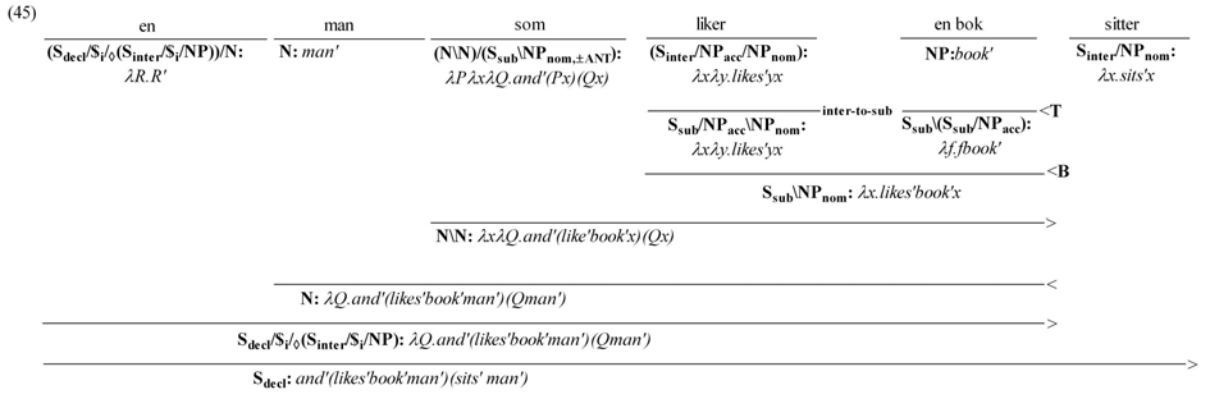 (45)
en man som liker en bok sitter
(S_decl/$_i/_◊(S_inter/$_i/NP))/N: N: man' (N\N)/(S_sub\NP_nom,±ANT): (S_inter/NP_acc/NP_nom): NP:book' S_inter/NP_nom:
λR.R' λPλxλQ.and'(Px)(Qx) λxλy.likes'yx λx.sits'x
inter-to-sub <T
S_sub/NP_acc\NP_nom: S_sub\(S_sub/NP_acc):
λxλy.likes'yx λf.fbook'
<B
S_sub\NP_nom: λx.likes'book'x
>
N\N: λxλQ.and'(like'book'x)(Qx)
<
N: λQ.and'(likes'book'man')(Qman')
>
S_decl/$_i/_◊(S_inter/$_i/NP): λQ.and'(likes'book'man')(Qman')
>
S_decl: and'(likes'book'man')(sits' man')